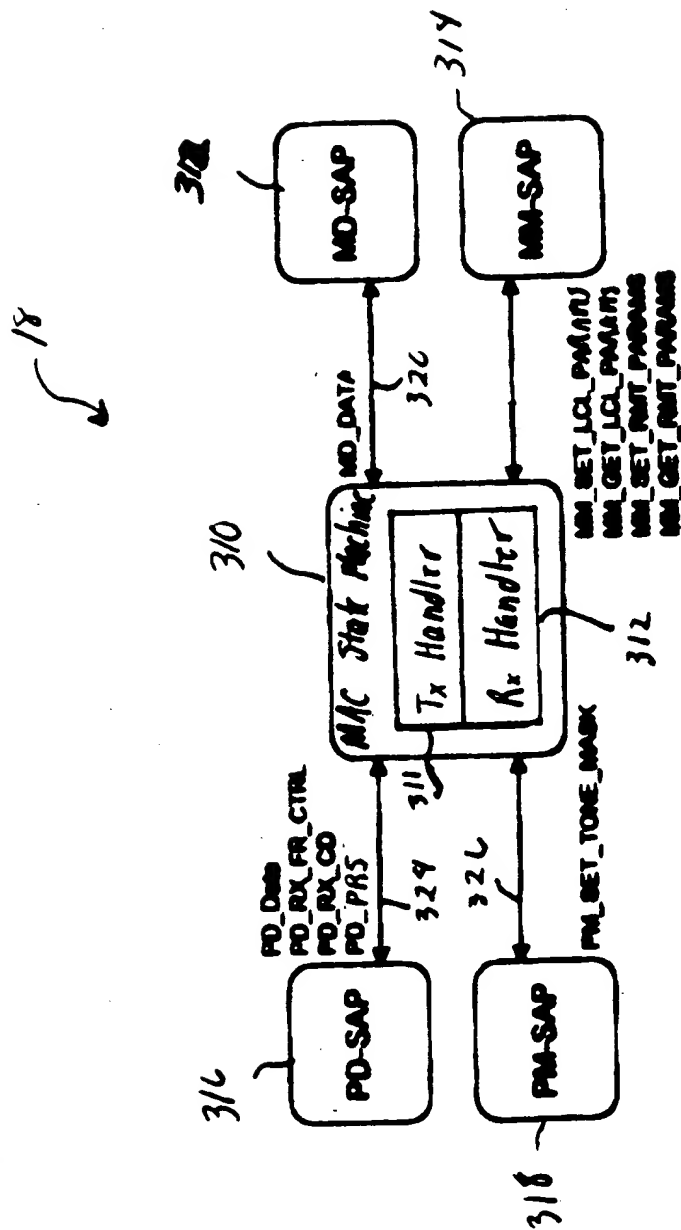 18
310
312
MD-SAP
314
MM-SAP
MD_DATA
320
MM_SET_LCL_PARAMS
MM_GET_LCL_PARAMS
MM_SET_RMT_PARAMS
MM_GET_RMT_PARAMS
MAC State Machine
Tx Handler
Rx Handler
311
312
PD_Data
PD_RX_FR_CTRL
PD_RX_CD
PD_PRS
324
326
PM_SET_TONE_MASK
316
PD-SAP
318
PM-SAP